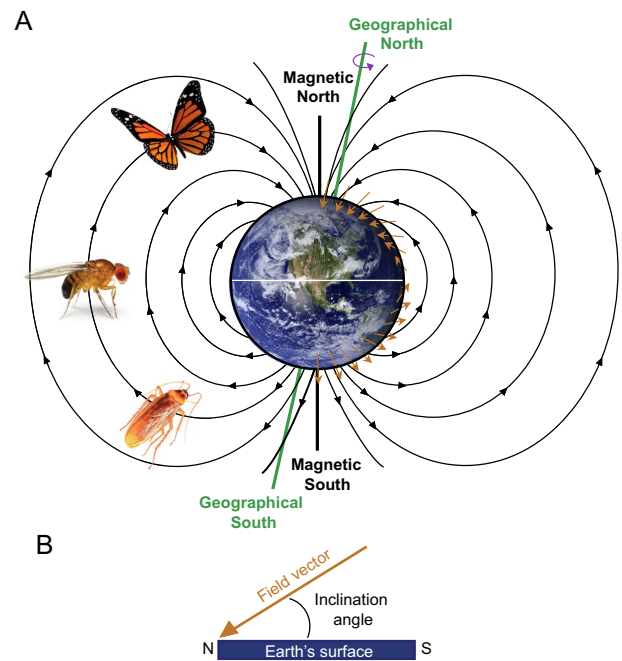 A
Geographical
North
Magnetic
North
Magnetic
South
Geographical
South
B
Field vector
Inclination
angle
N
Earth's surface
S